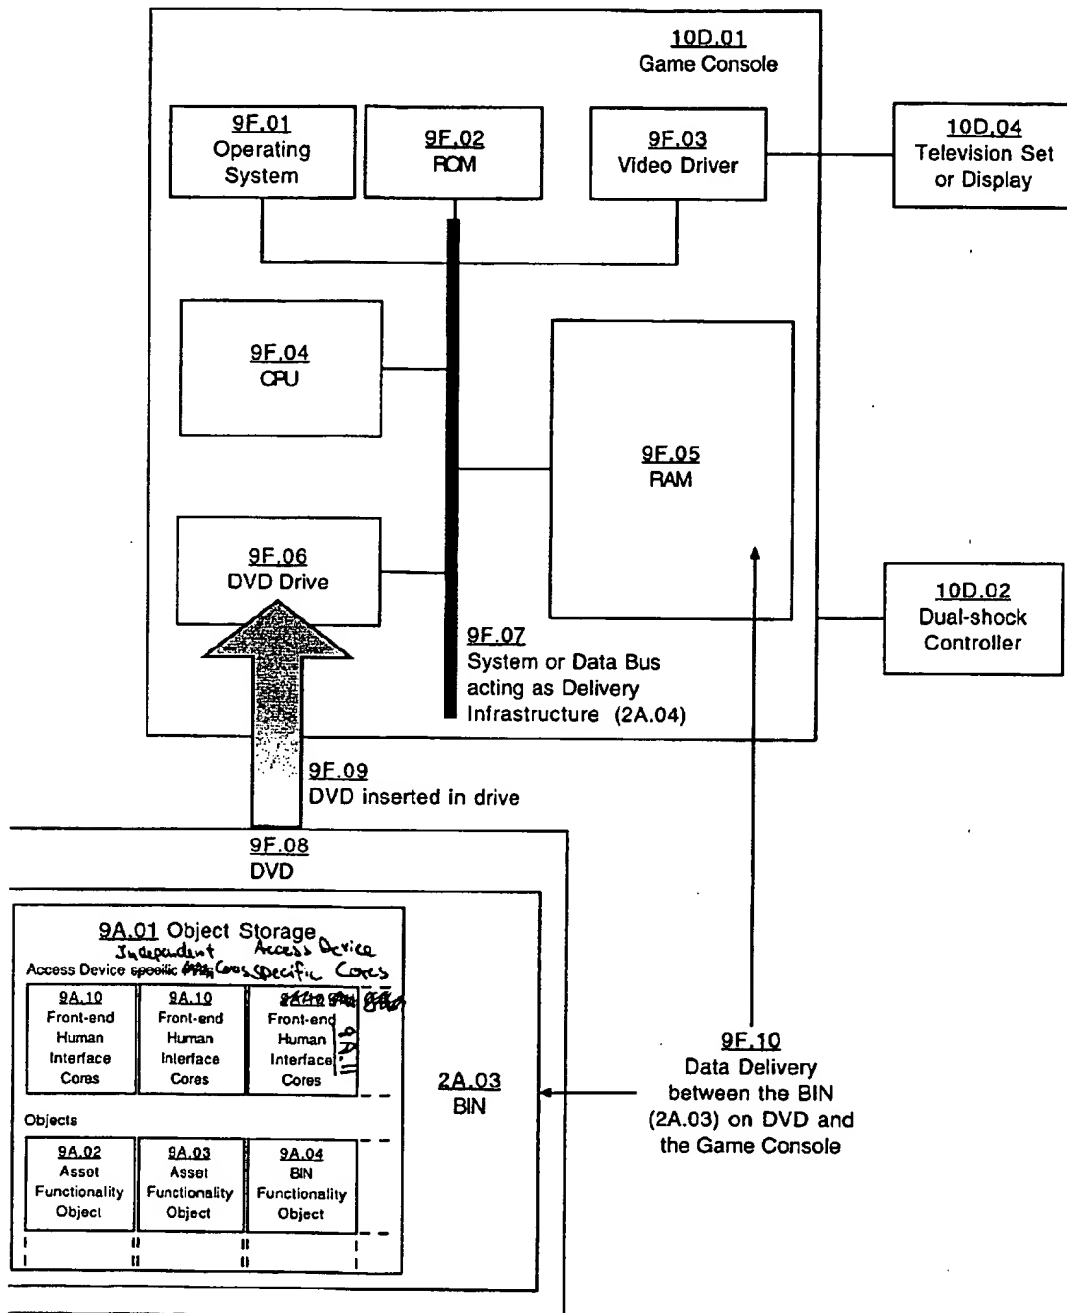 10D.01
Game Console
9F.01
Operating
System
9F.02
ROM
9F.03
Video Driver
10D.04
Television Set
or Display
9F.04
CPU
9F.05
RAM
9F.06
DVD Drive
10D.02
Dual-shock
Controller
9F.07
System or Data Bus
acting as Delivery
Infrastructure (2A.04)
9F.09
DVD inserted in drive
9F.08
DVD
9A.01 Object Storage
Independent Access Device
Access Device specific Cores specific Cores
9A.10
Front-end
Human
Interface
Cores
9A.10
Front-end
Human
Interface
Cores
Front-end
Human
Interface
Cores
9A.11
2A.03
BIN
9F.10
Data Delivery
between the BIN
(2A.03) on DVD and
the Game Console
Objects
9A.02
Asset
Functionality
Object
9A.03
Asset
Functionality
Object
9A.04
BIN
Functionality
Object